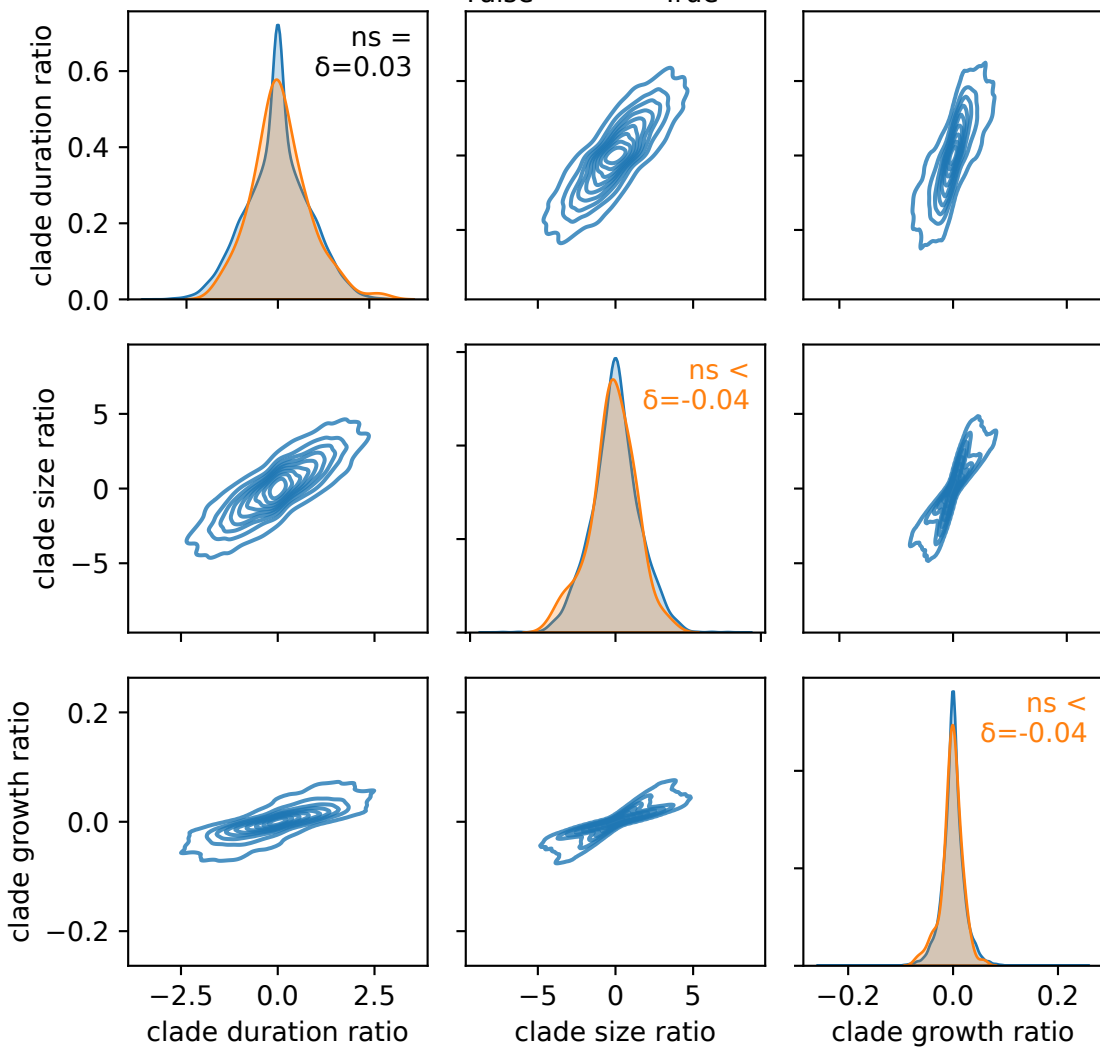 clade duration ratio
0.6
0.4
0.2
0.0
ns =
δ=0.03
clade size ratio
5
0
−5
ns <
δ=-0.04
clade growth ratio
0.2
0.0
−0.2
ns <
δ=-0.04
−2.5 0.0 2.5
clade duration ratio
−5 0 5
clade size ratio
−0.2 0.0 0.2
clade growth ratio